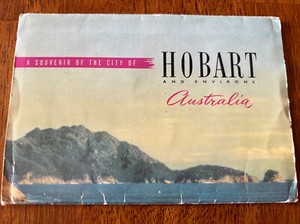 A SOUVENIR OF THE CITY OF
HOBART
AND ENVIRONS
Australia